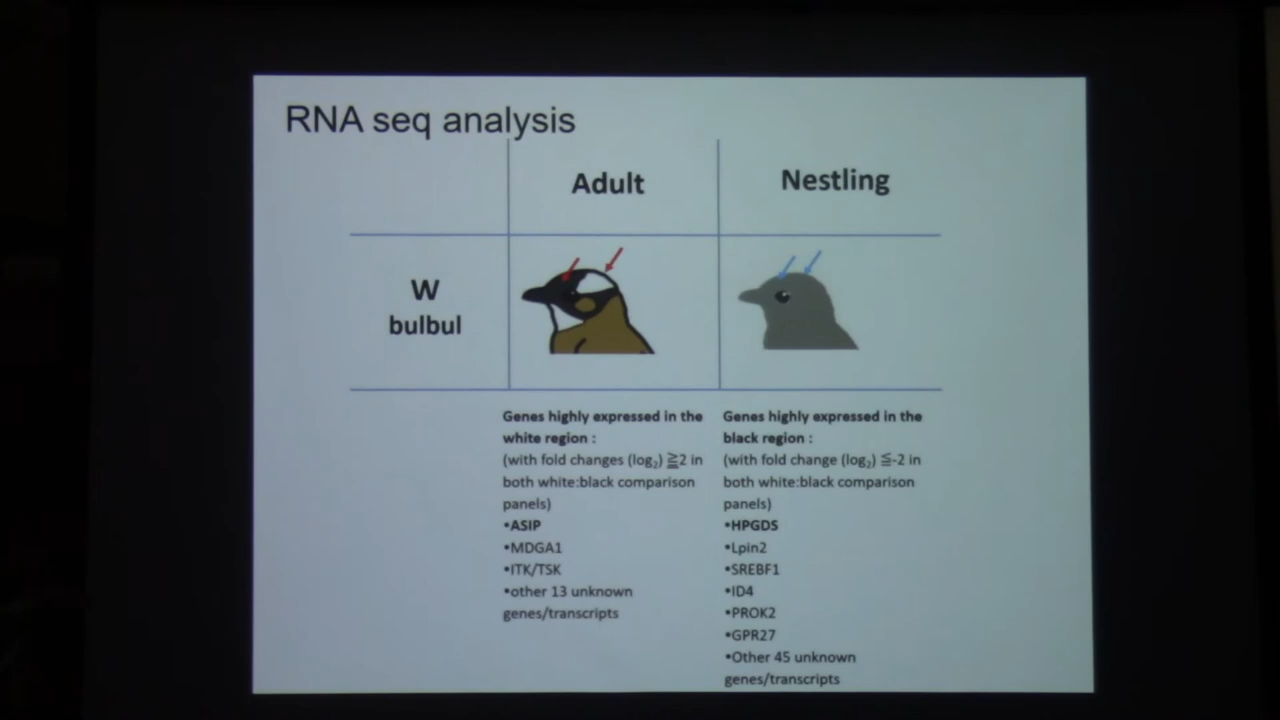 RNA seq analysis
Adult
Nestling
W
bulbul
Genes highly expressed in the
white region :
(with fold changes (log₂) ≧2 in
both white:black comparison
panels)
•ASIP
•MDGA1
•ITK/TSK
•other 13 unknown
genes/transcripts
Genes highly expressed in the
black region :
(with fold change (log₂) ≦-2 in
both white:black comparison
panels)
•HPGDS
•Lpin2
•SREBF1
•ID4
•PROK2
•GPR27
•Other 45 unknown
genes/transcripts